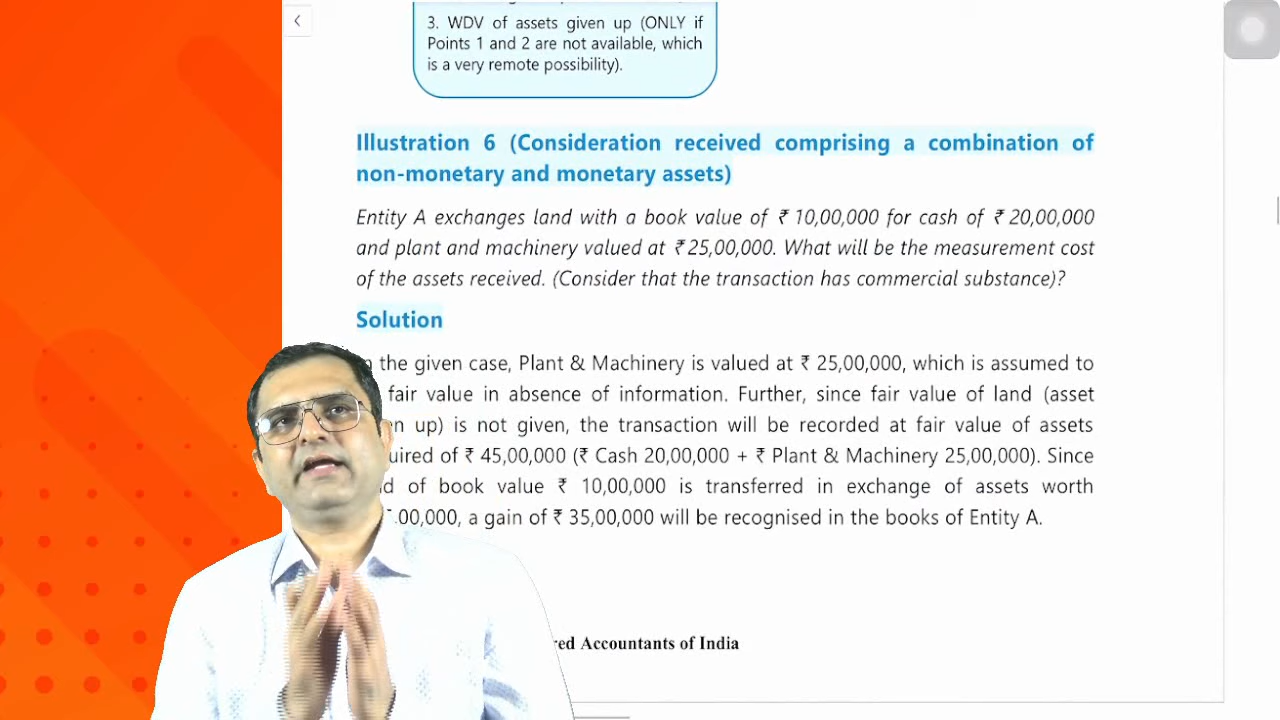 3. WDV of assets given up (ONLY if
Points 1 and 2 are not available, which
is a very remote possibility).
Illustration 6 (Consideration received comprising a combination of
non-monetary and monetary assets)
Entity A exchanges land with a book value of ₹ 10,00,000 for cash of ₹ 20,00,000
and plant and machinery valued at ₹ 25,00,000. What will be the measurement cost
of the assets received. (Consider that the transaction has commercial substance)?
Solution
the given case, Plant & Machinery is valued at ₹ 25,00,000, which is assumed to
fair value in absence of information. Further, since fair value of land (asset
up) is not given, the transaction will be recorded at fair value of assets
of ₹ 45,00,000 (₹ Cash 20,00,000 + ₹ Plant & Machinery 25,00,000). Since
of book value ₹ 10,00,000 is transferred in exchange of assets worth
a gain of ₹ 35,00,000 will be recognised in the books of Entity A.
Accountants of India